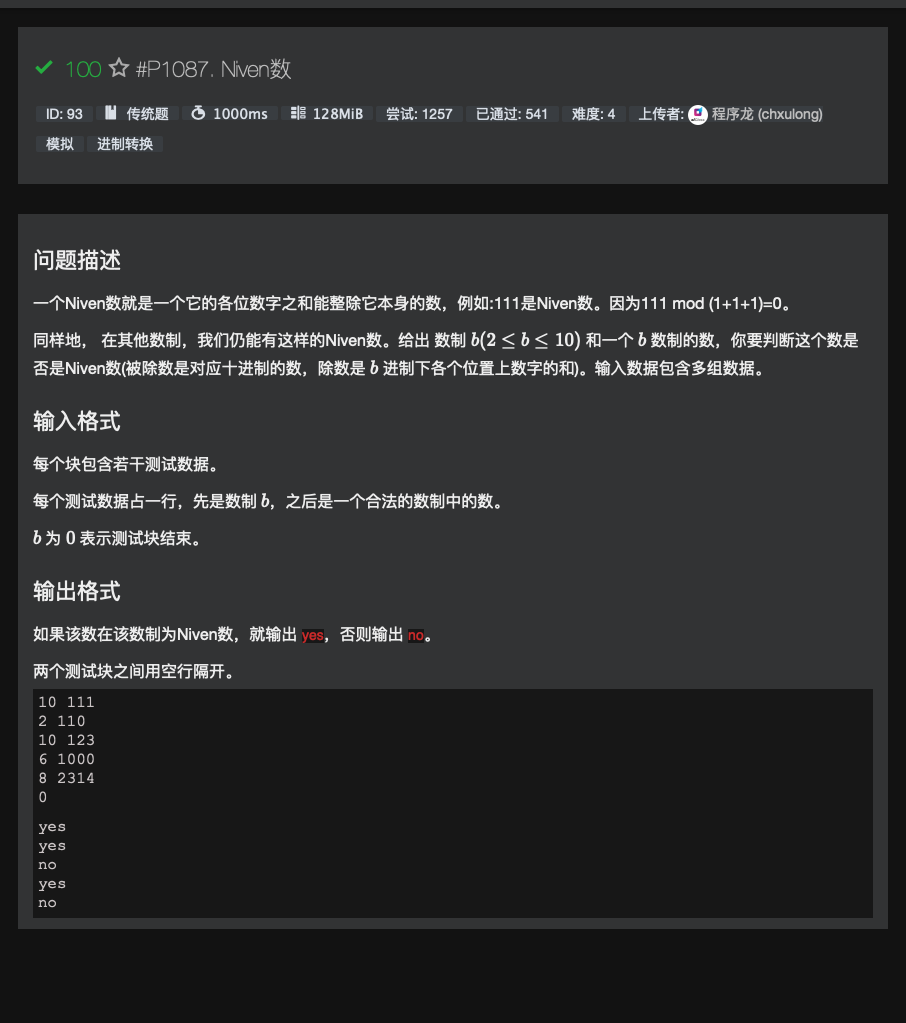 100 #P1087. Niven数
ID: 93 传统题 1000ms 128MiB 尝试: 1257 已通过: 541 难度: 4 上传者: 程序龙 (chxulong)
模拟 进制转换
问题描述
一个Niven数就是一个它的各位数字之和能整除它本身的数，例如:111是Niven数。因为111 mod (1+1+1)=0。
同样地， 在其他数制，我们仍能有这样的Niven数。给出 数制 b(2 ≤ b ≤ 10) 和一个 b 数制的数，你要判断这个数是
否是Niven数(被除数是对应十进制的数，除数是 b 进制下各个位置上数字的和)。输入数据包含多组数据。
输入格式
每个块包含若干测试数据。
每个测试数据占一行，先是数制 b，之后是一个合法的数制中的数。
b 为 0 表示测试块结束。
输出格式
如果该数在该数制为Niven数，就输出 yes，否则输出 no。
两个测试块之间用空行隔开。
10 111
2 110
10 123
6 1000
8 2314
0
yes
yes
no
yes
no